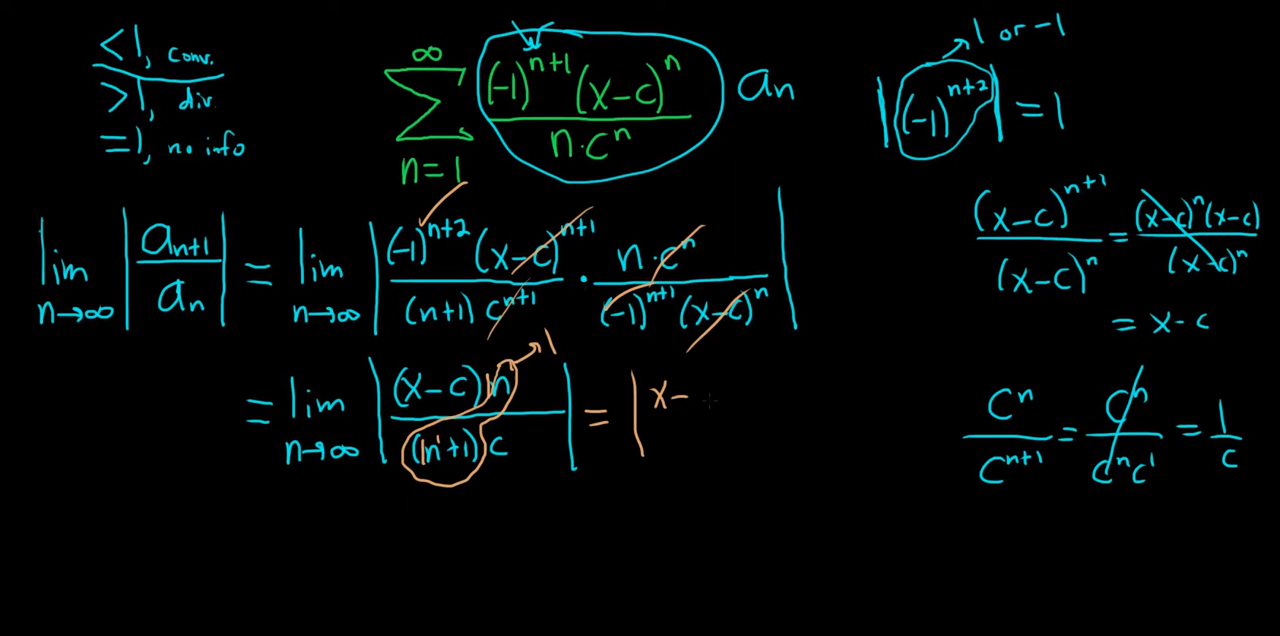 <1, conv.
>1, div.
=1, no info
∞
∑ (-1)^{n+1} (x-c)^n / n·c^n   a_n
n=1
1 or -1
|(-1)^{n+2}| = 1
lim n→∞ |a_{n+1} / a_n| = lim n→∞ |(-1)^{n+2} (x-c)^{n+1} / (n+1) c^{n+1} · n·c^n / (-1)^{n+1} (x-c)^n|
(x-c)^{n+1} / (x-c)^n = (x-c)^n (x-c) / (x-c)^n
= x-c
= lim n→∞ |(x-c) n / (n+1) c| = |x-
1
c^n / c^{n+1} = c^n / c^n c^1 = 1/c